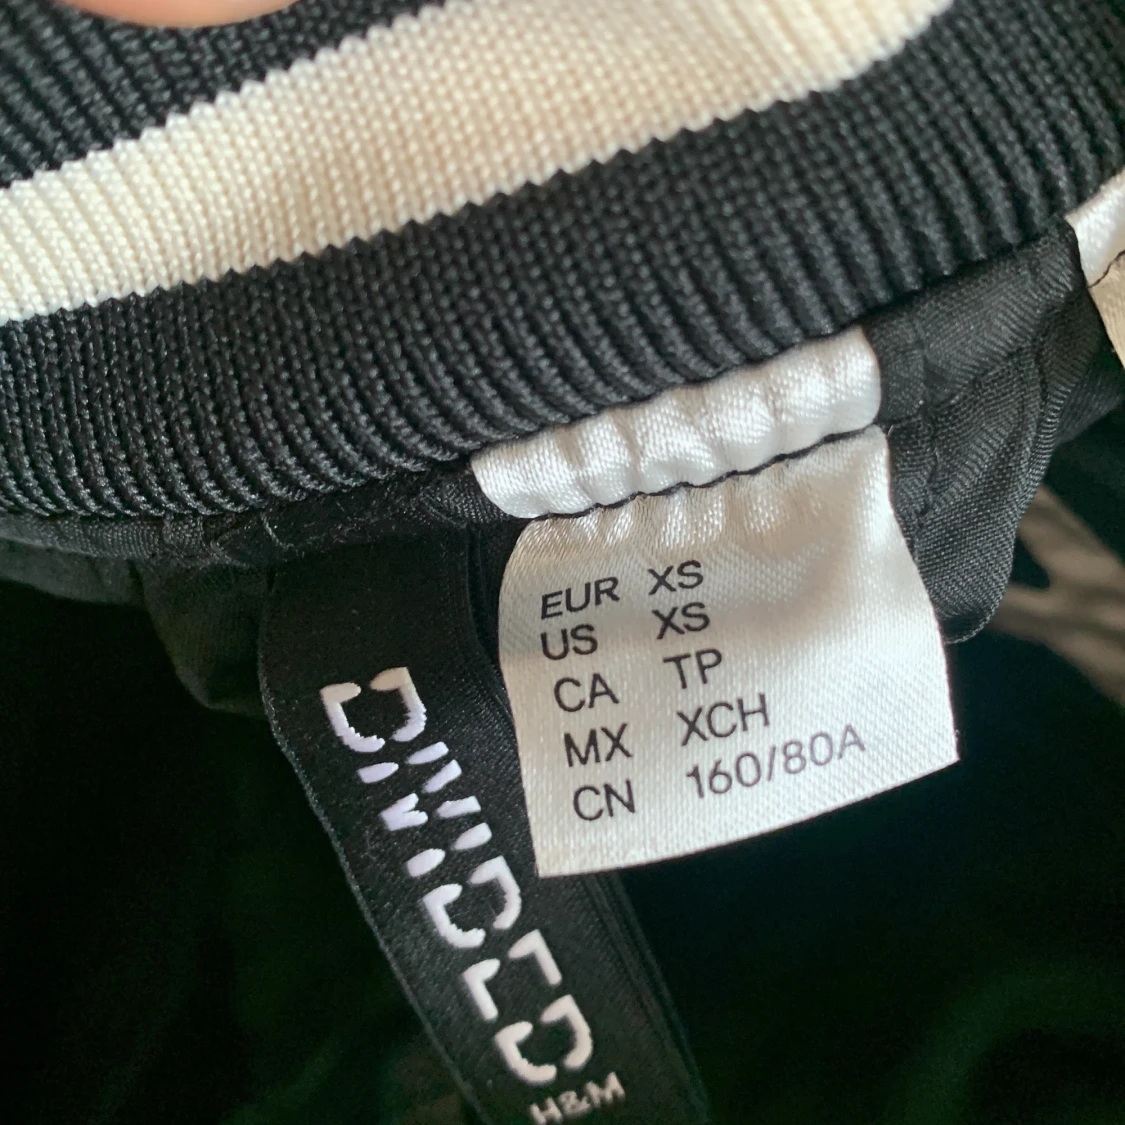 EUR XS
US XS
CA TP
MX XCH
CN 160/80A
DIVIDED
H&M